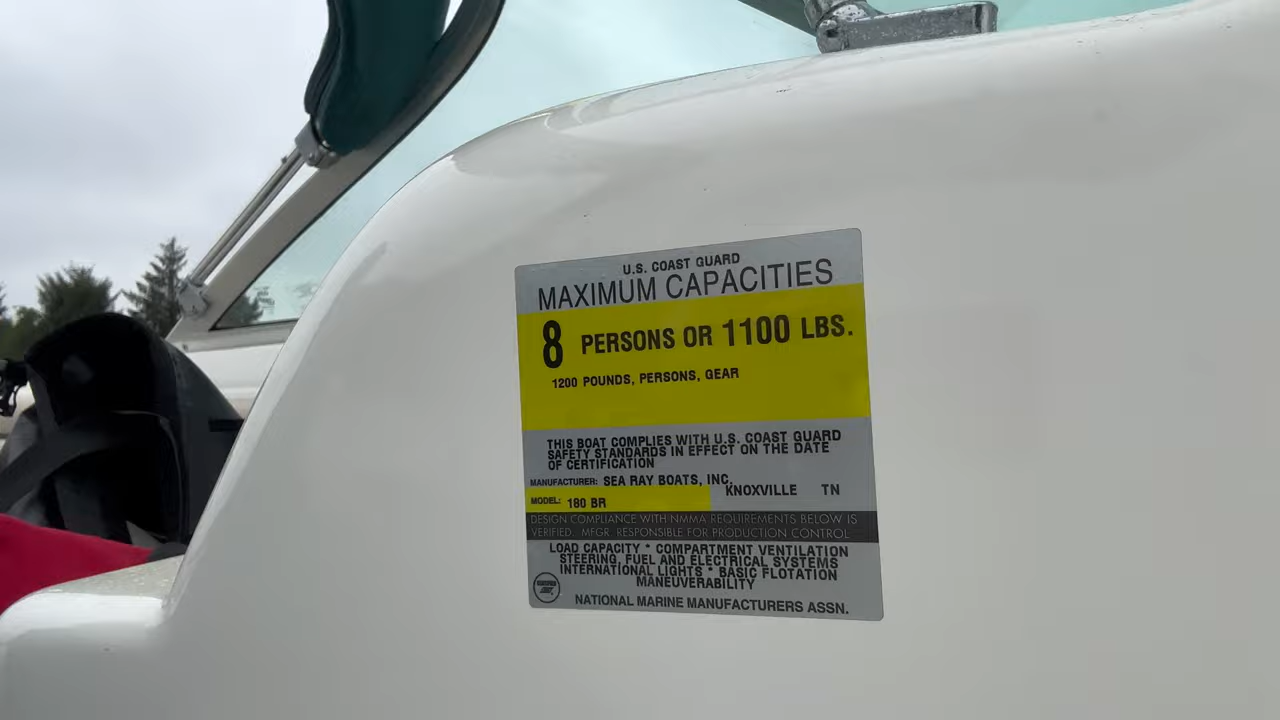 U.S. COAST GUARD
MAXIMUM CAPACITIES
8 PERSONS OR 1100 LBS.
1200 POUNDS, PERSONS, GEAR
THIS BOAT COMPLIES WITH U.S. COAST GUARD
SAFETY STANDARDS IN EFFECT ON THE DATE
OF CERTIFICATION
MANUFACTURER: SEA RAY BOATS, INC.
KNOXVILLE TN
MODEL: 180 BR
DESIGN COMPLIANCE WITH NMMA REQUIREMENTS BELOW IS
VERIFIED. MFGR. RESPONSIBLE FOR PRODUCTION CONTROL
LOAD CAPACITY * COMPARTMENT VENTILATION
STEERING, FUEL AND ELECTRICAL SYSTEMS
INTERNATIONAL LIGHTS * BASIC FLOTATION
MANEUVERABILITY
NATIONAL MARINE MANUFACTURERS ASSN.